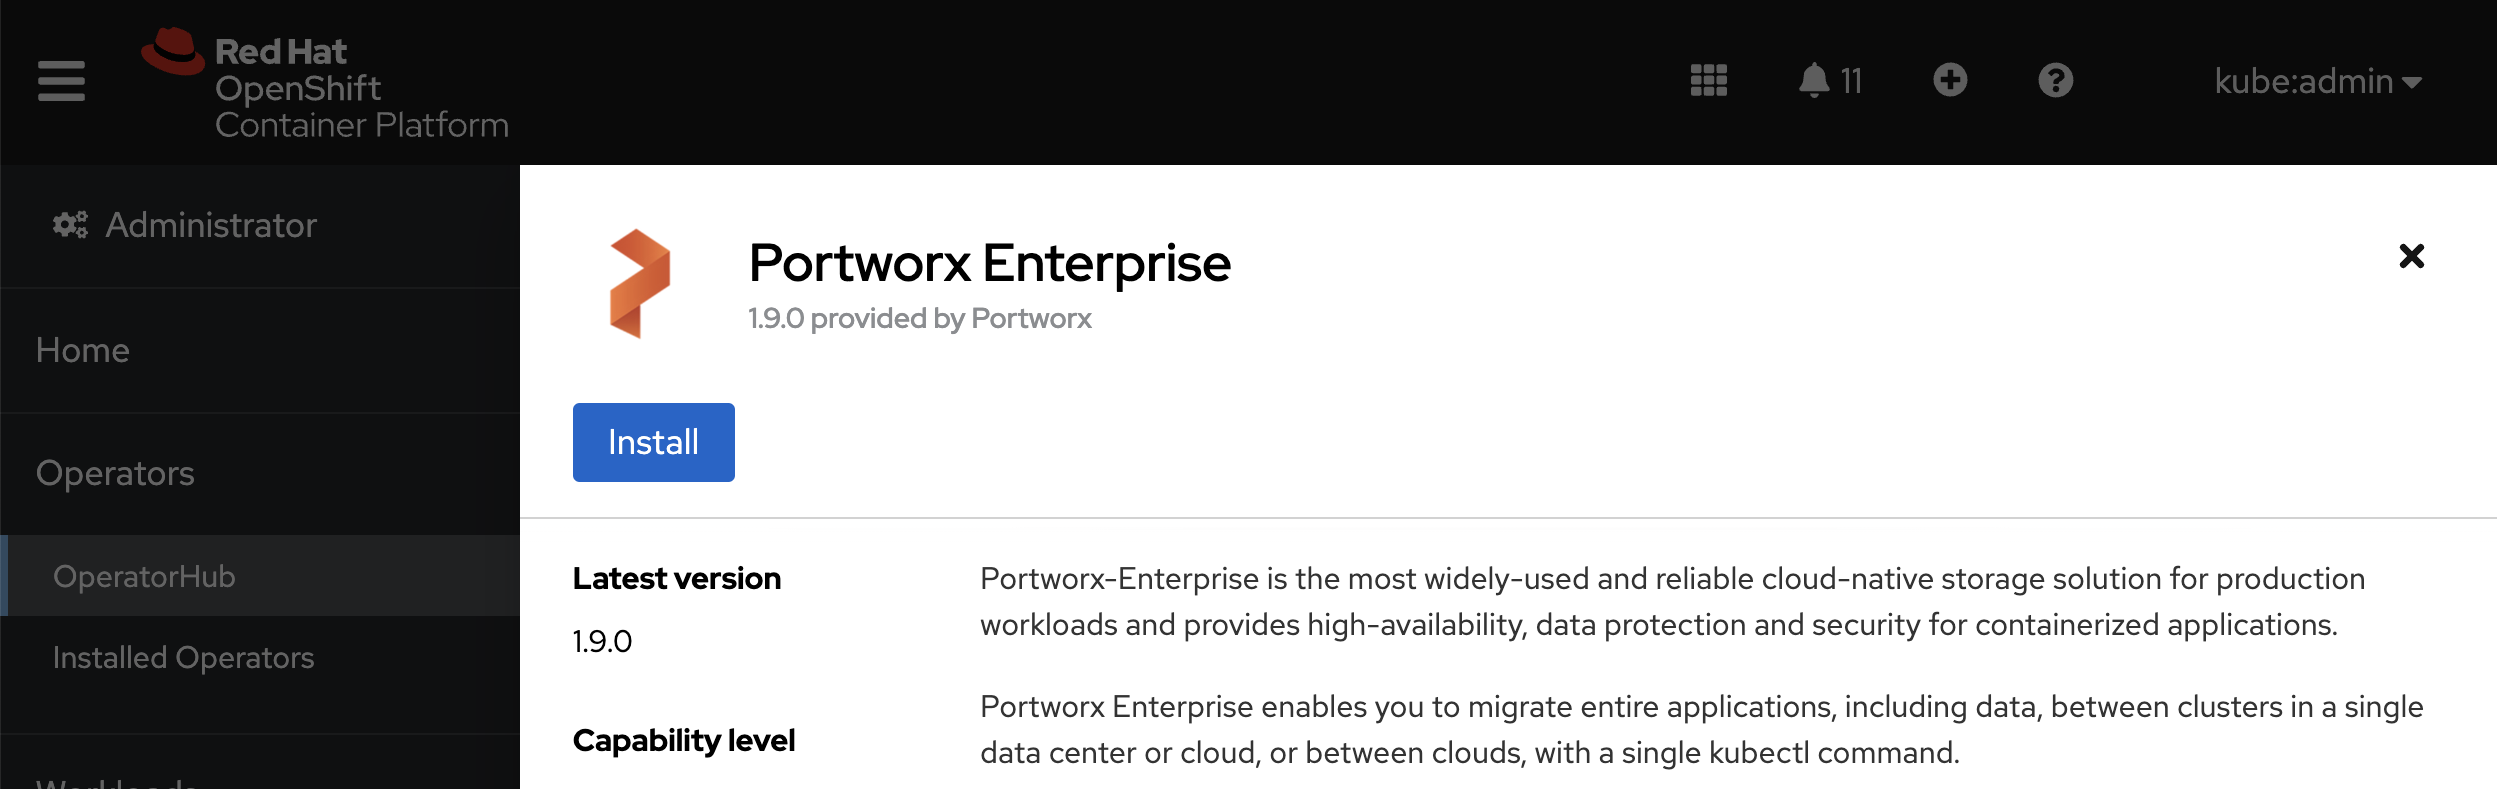 Red Hat
OpenShift
Container Platform
11
kube:admin
Administrator
Home
Operators
OperatorHub
Installed Operators
Workloads
Portworx Enterprise
1.9.0 provided by Portworx
Install
Latest version
1.9.0
Capability level
Portworx-Enterprise is the most widely-used and reliable cloud-native storage solution for production
workloads and provides high-availability, data protection and security for containerized applications.
Portworx Enterprise enables you to migrate entire applications, including data, between clusters in a single
data center or cloud, or between clouds, with a single kubectl command.